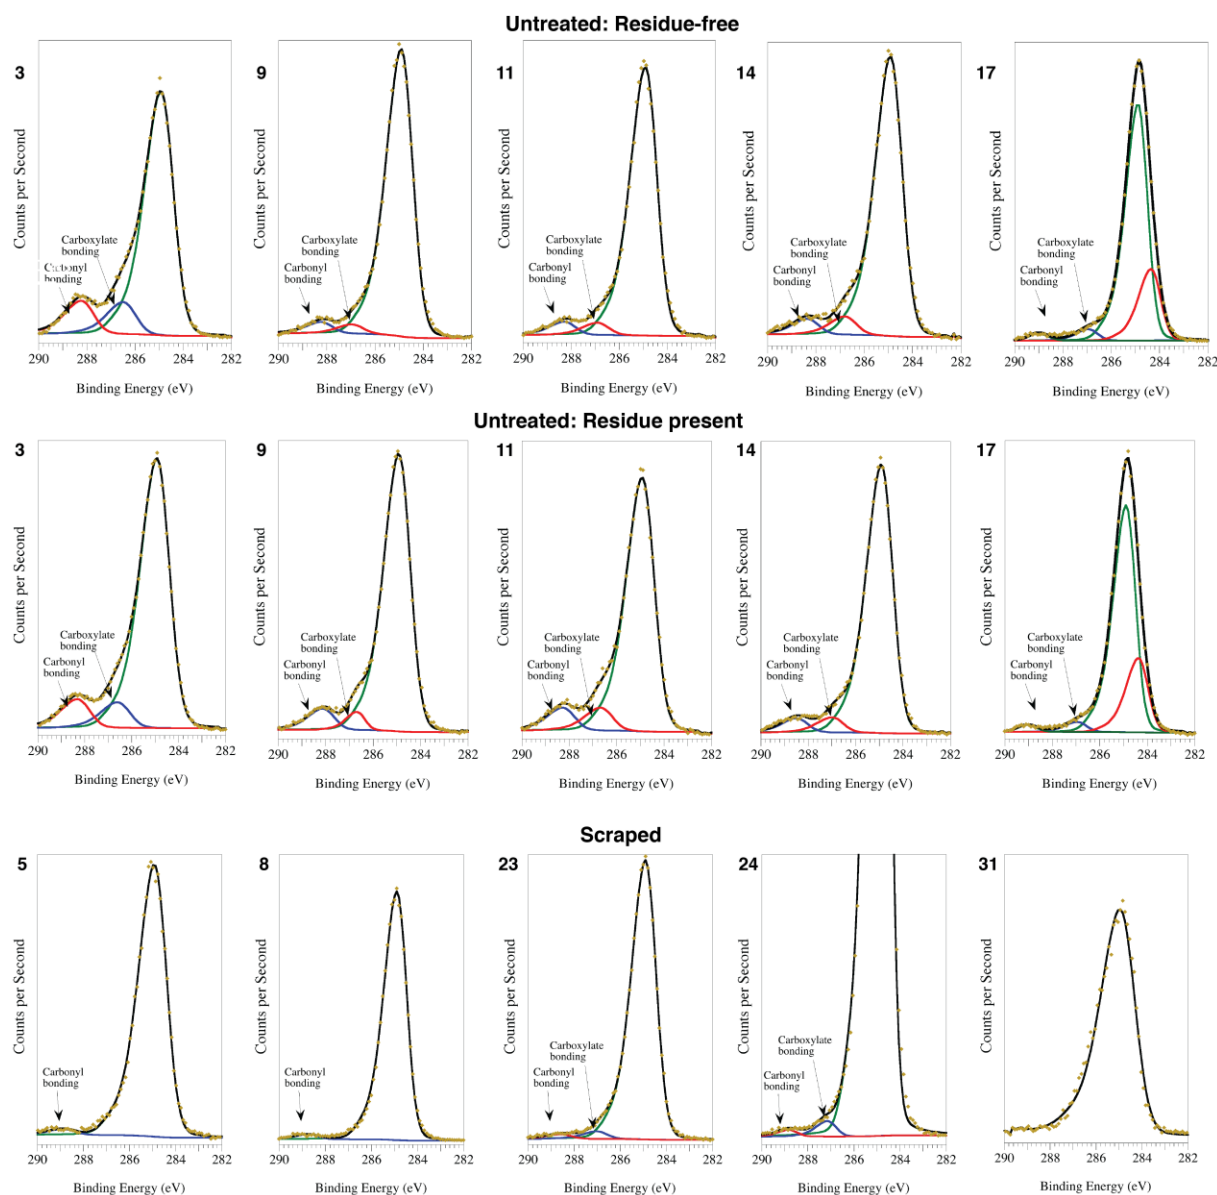 Untreated: Residue-free
3
Counts per Second
Carboxylate
bonding
Carbonyl
bonding
290 288 286 284 282
Binding Energy (eV)
9
Counts per Second
Carboxylate
bonding
Carbonyl
bonding
290 288 286 284 282
Binding Energy (eV)
11
Counts per Second
Carboxylate
bonding
Carbonyl
bonding
290 288 286 284 282
Binding Energy (eV)
14
Counts per Second
Carboxylate
bonding
Carbonyl
bonding
290 288 286 284 282
Binding Energy (eV)
17
Counts per Second
Carboxylate
bonding
Carbonyl
bonding
290 288 286 284 282
Binding Energy (eV)
Untreated: Residue present
3
Counts per Second
Carboxylate
bonding
Carbonyl
bonding
290 288 286 284 282
Binding Energy (eV)
9
Counts per Second
Carboxylate
bonding
Carbonyl
bonding
290 288 286 284 282
Binding Energy (eV)
11
Counts per Second
Carboxylate
bonding
Carbonyl
bonding
290 288 286 284 282
Binding Energy (eV)
14
Counts per Second
Carboxylate
bonding
Carbonyl
bonding
290 288 286 284 282
Binding Energy (eV)
17
Counts per Second
Carboxylate
bonding
Carbonyl
bonding
290 288 286 284 282
Binding Energy (eV)
Scraped
5
Counts per Second
Carbonyl
bonding
290 288 286 284 282
Binding Energy (eV)
8
Counts per Second
Carbonyl
bonding
290 288 286 284 282
Binding Energy (eV)
23
Counts per Second
Carboxylate
bonding
Carbonyl
bonding
290 288 286 284 282
Binding Energy (eV)
24
Counts per Second
Carboxylate
bonding
Carbonyl
bonding
290 288 286 284 282
Binding Energy (eV)
31
Counts per Second
290 288 286 284 282
Binding Energy (eV)